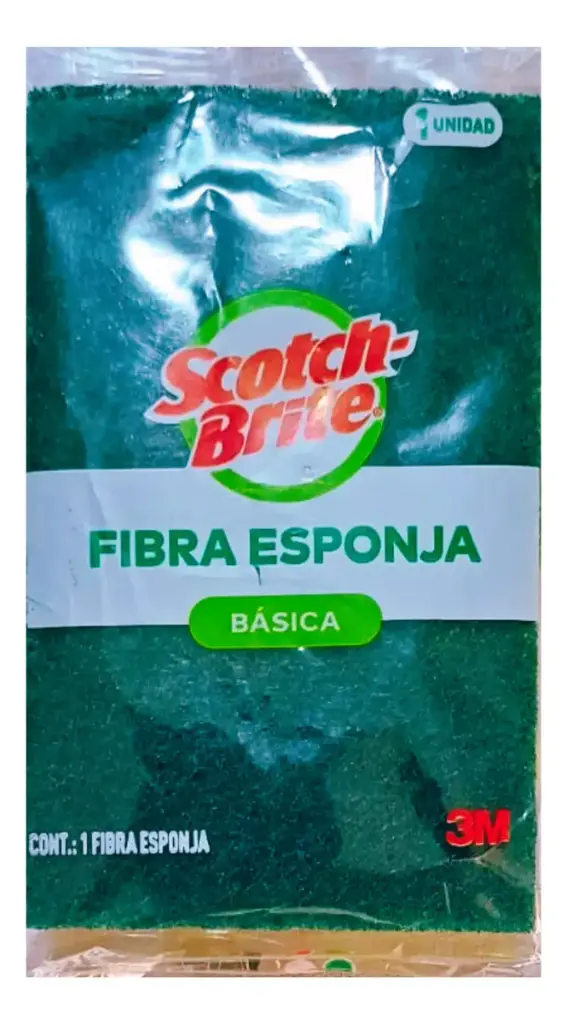 1 UNIDAD
Scotch-
Brite®
FIBRA ESPONJA
BÁSICA
3M
CONT.: 1 FIBRA ESPONJA